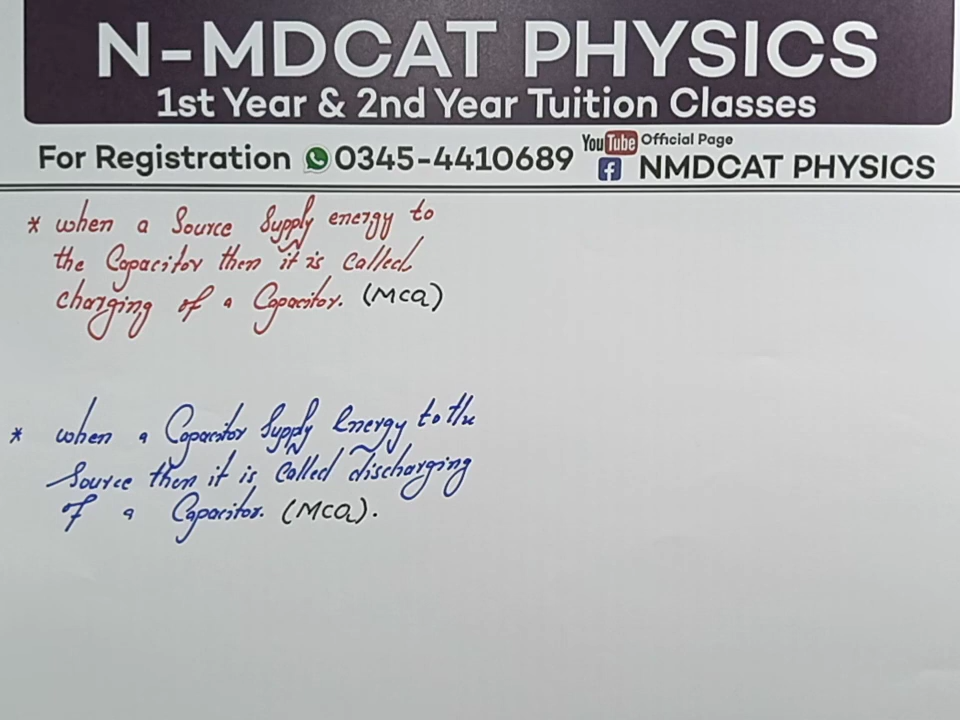 N-MDCAT PHYSICS
1st Year & 2nd Year Tuition Classes
For Registration 0345-4410689 YouTube Official Page
NMDCAT PHYSICS
* when a Source Supply energy to
the Capacitor then it is called
charging of a Capacitor. (MCQ)
* when a Capacitor Supply Energy to the
Source then it is called discharging
of a Capacitor. (MCQ).